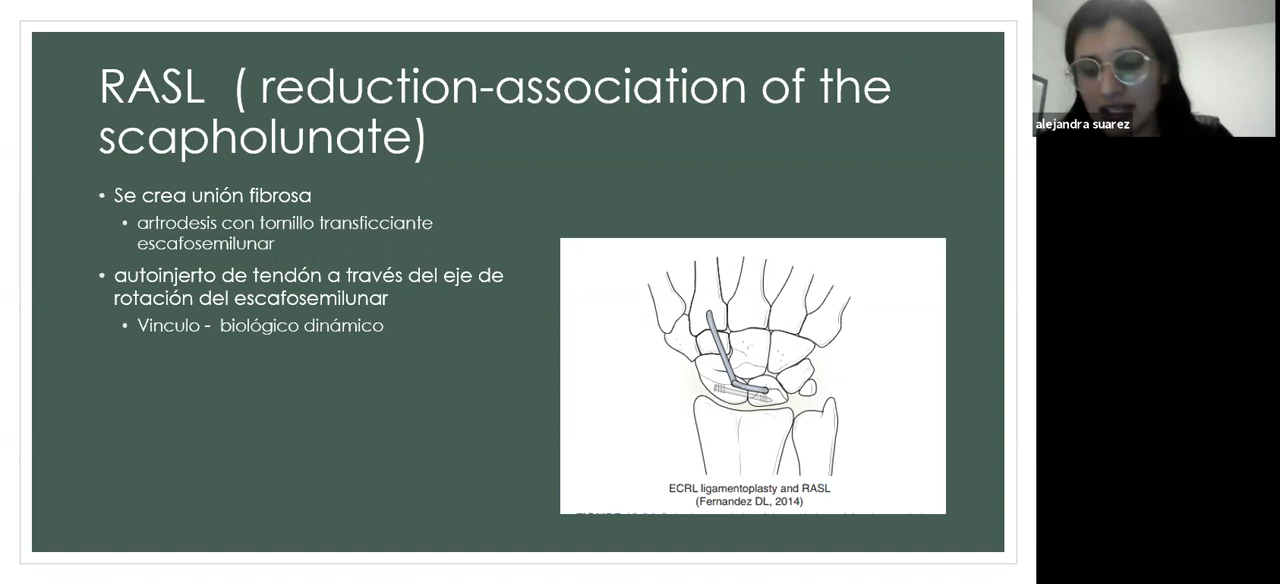 RASL ( reduction-association of the
scapholunate)
• Se crea unión fibrosa
• artrodesis con tornillo transficciante
escafosemilunar
• autoinjerto de tendón a través del eje de
rotación del escafosemilunar
• Vinculo - biológico dinámico
ECRL ligamentoplasty and RASL
(Fernandez DL, 2014)
alejandra suarez